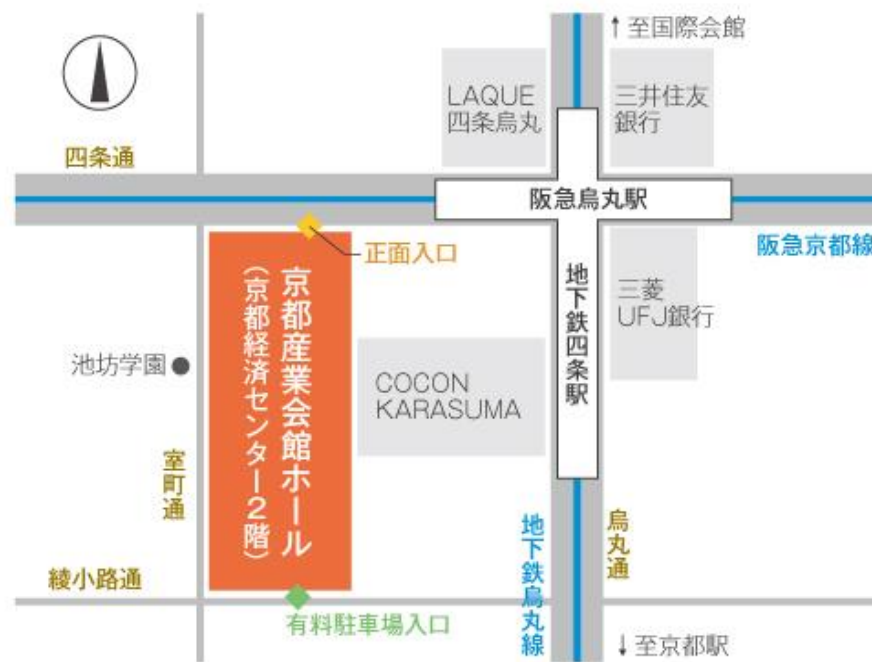 ↑至国際会館
LAQUE
四条烏丸
三井住友
銀行
四条通
阪急烏丸駅
正面入口
阪急京都線
京都産業会館ホール
（京都経済センター2階）
地下鉄四条駅
三菱
UFJ銀行
池坊学園
COCON
KARASUMA
室町通
地下鉄烏丸線
烏丸通
綾小路通
有料駐車場入口
↓至京都駅